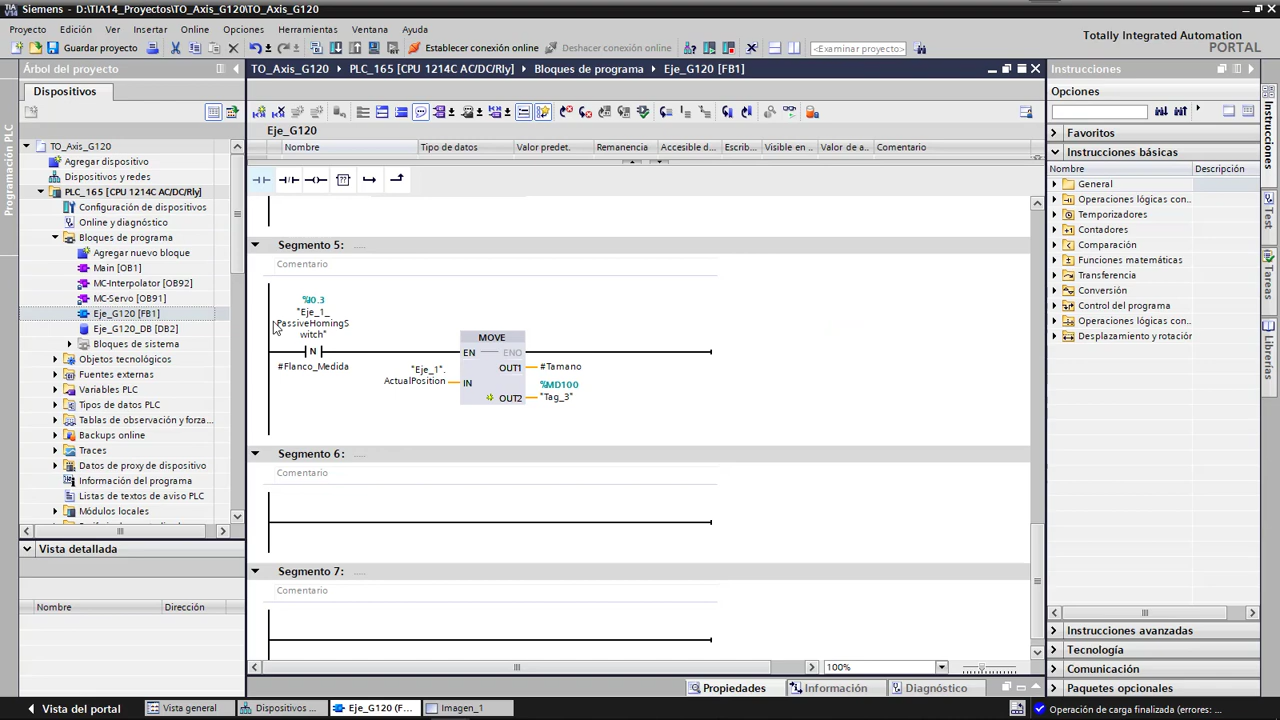 Siemens - D:\TIA14_Proyectos\TO_Axis_G120\TO_Axis_G120
Proyecto Edición Ver Insertar Online Opciones Herramientas Ventana Ayuda
Totally Integrated Automation
PORTAL
Guardar proyecto
Establecer conexión online
Deshacer conexión online
<Examinar proyecto>
Árbol del proyecto
TO_Axis_G120 PLC_165 [CPU 1214C AC/DC/Rly] Bloques de programa Eje_G120 [FB1]
Instrucciones
Dispositivos
Opciones
Programación PLC
TO_Axis_G120
Agregar dispositivo
Dispositivos y redes
PLC_165 [CPU 1214C AC/DC/Rly]
Configuración de dispositivos
Online y diagnóstico
Bloques de programa
Agregar nuevo bloque
Main [OB1]
MC-Interpolator [OB92]
MC-Servo [OB91]
Eje_G120 [FB1]
Eje_G120_DB [DB2]
Bloques de sistema
Objetos tecnológicos
Fuentes externas
Variables PLC
Tipos de datos PLC
Tablas de observación y forza..
Backups online
Traces
Datos de proxy de dispositivo
Información del programa
Listas de textos de aviso PLC
Módulos locales
Vista detallada
Nombre Dirección
Eje_G120
Nombre Tipo de datos Valor predet. Remanencia Accesible d... Escrib... Visible en .. Valor de a.. Comentario
Segmento 5: .....
Comentario
%I0.3
"Eje_1_
PassiveHomingS
witch"
N
#Flanco_Medida
MOVE
EN ENO
"Eje_1".
ActualPosition
IN
OUT1 #Tamano
%MD100
OUT2 "Tag_3"
Segmento 6: .....
Comentario
Segmento 7: .....
Comentario
100%
Favoritos
Instrucciones básicas
Nombre Descripción
General
Operaciones lógicas con..
Temporizadores
Contadores
Comparación
Funciones matemáticas
Transferencia
Conversión
Control del programa
Operaciones lógicas con..
Desplazamiento y rotación
Instrucciones avanzadas
Tecnología
Comunicación
Paquetes opcionales
Instrucciones
Test
Tareas
Librerías
Propiedades Información Diagnóstico
Vista del portal
Vista general
Dispositivos ...
Eje_G120 (F...
Imagen_1
Operación de carga finalizada (errores: ...